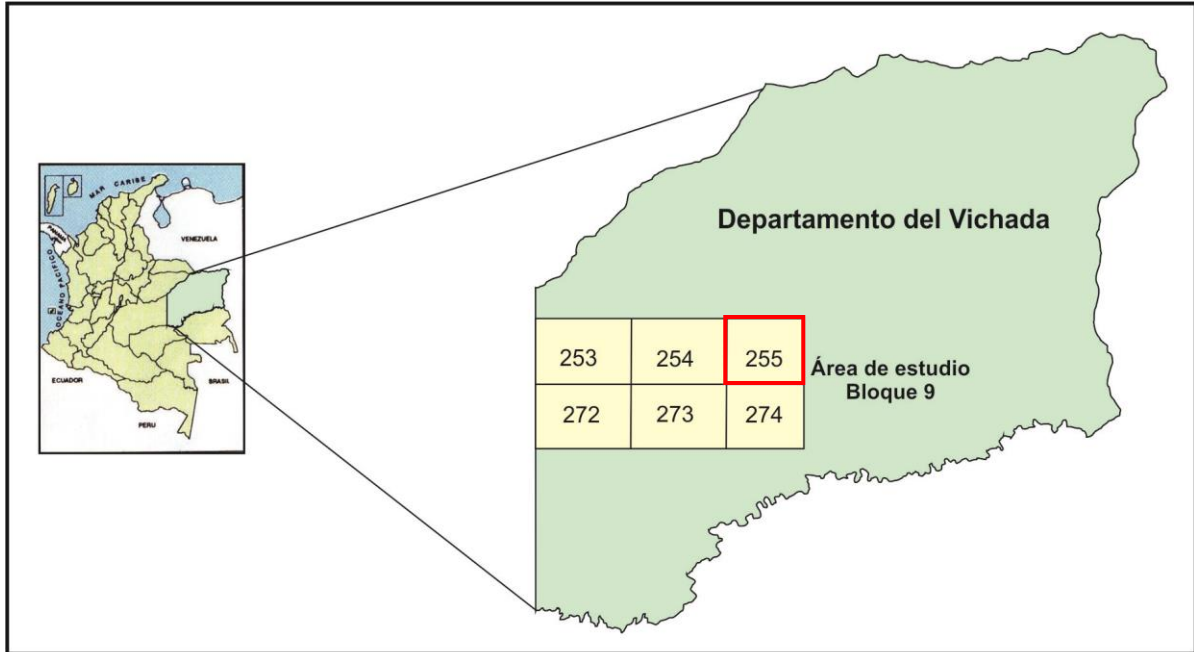 MAR CARIBE
PANAMA
VENEZUELA
OCEANO PACIFICO
ECUADOR
BRASIL
PERU
Departamento del Vichada
253 254 255
Área de estudio
Bloque 9
272 273 274